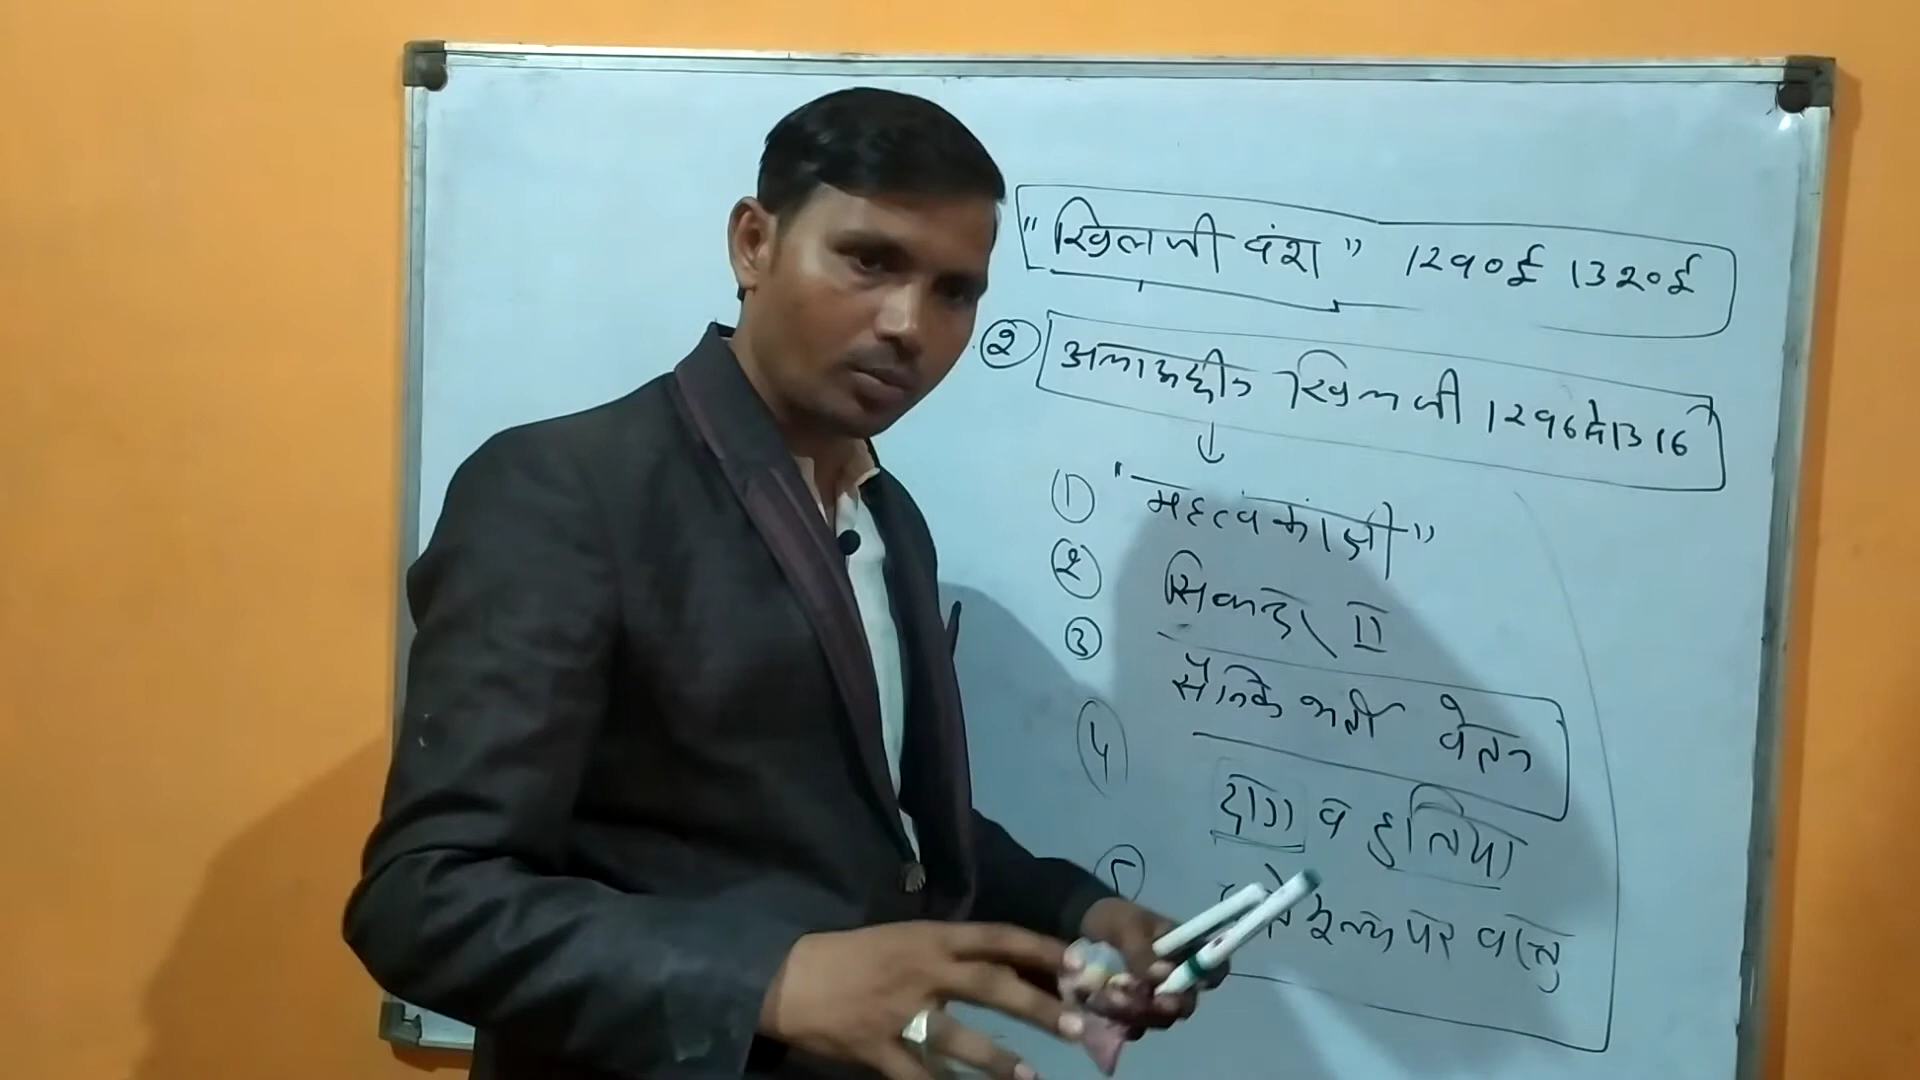 " खिलजी वंश " 1290ई 1320ई
② अलाउद्दीन खिलजी 1296से1316
① " महत्वकांक्षी "
② सिकन्दर II
③ सैनिक भर्ती वेतन
4 दाग व हुलिया
5 मूल्य पर वस्तु